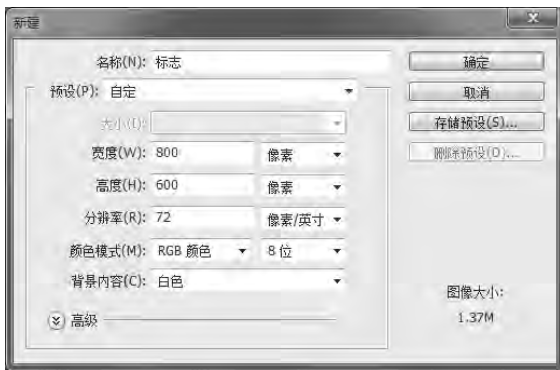 新建
名称(N): 标志
确定
预设(P): 自定
取消
大小(I):
存储预设(S)...
宽度(W): 800 像素
删除预设(D)...
高度(H): 600 像素
分辨率(R): 72 像素/英寸
颜色模式(M): RGB 颜色 8 位
背景内容(C): 白色
图像大小:
高级
1.37M